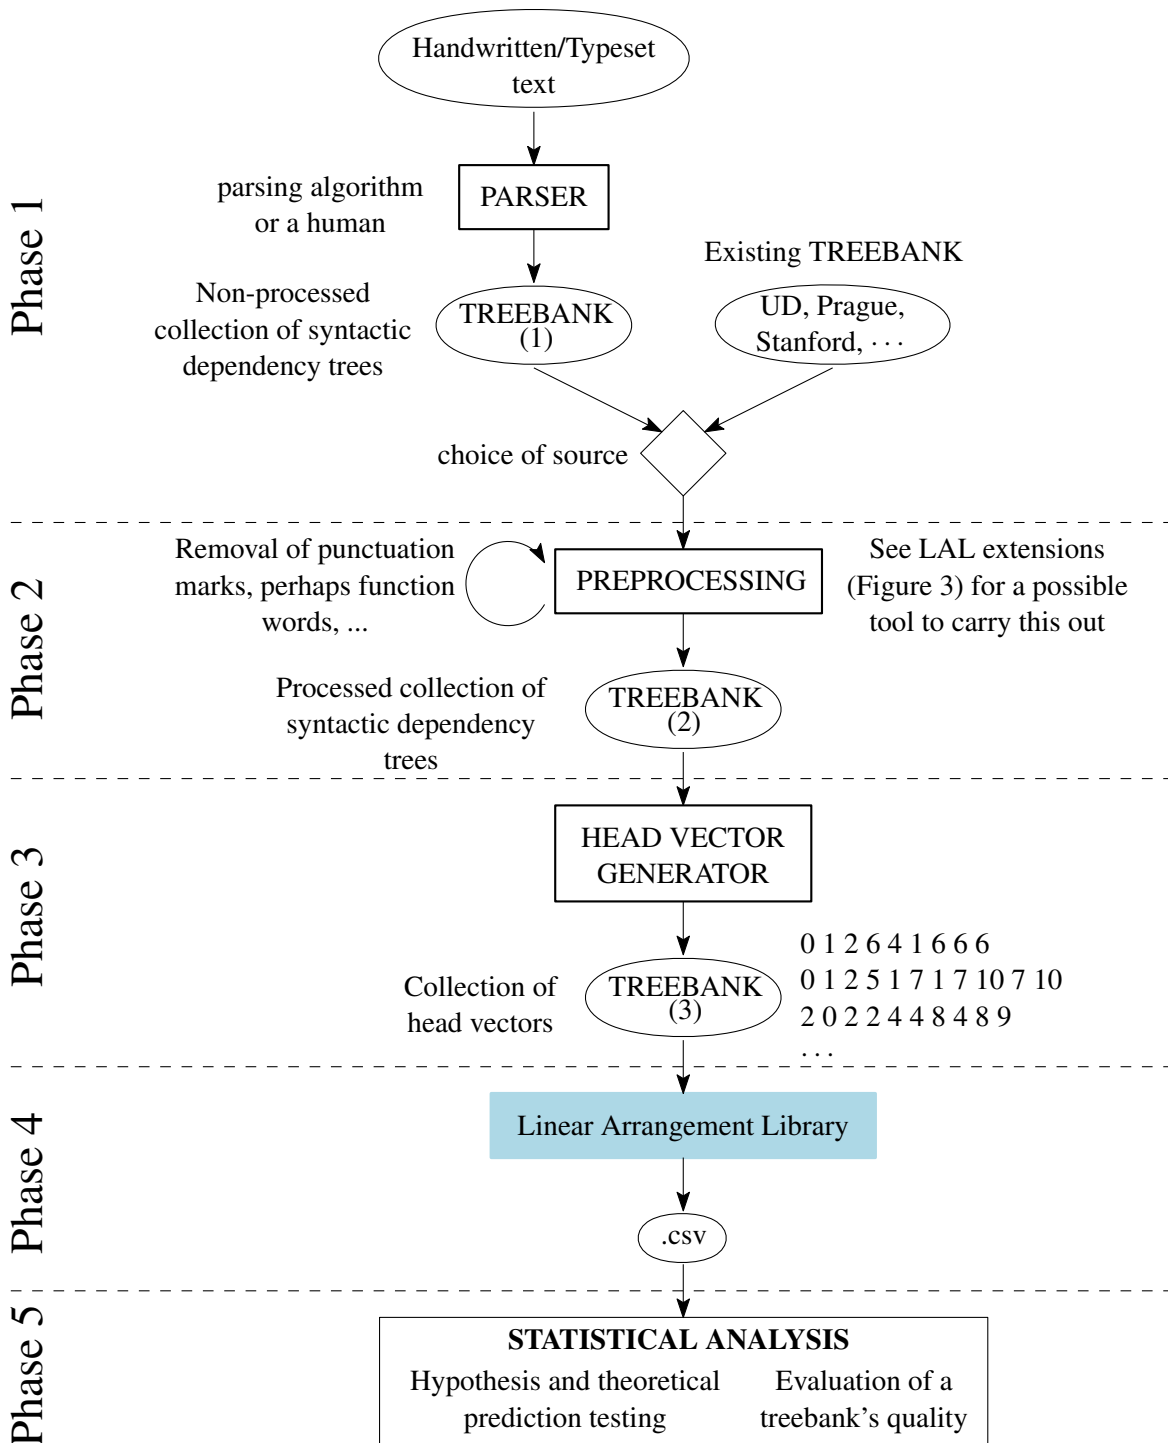 Phase 1
Handwritten/Typeset
text
parsing algorithm
or a human
PARSER
Existing TREEBANK
Non-processed
collection of syntactic
dependency trees
TREEBANK
(1)
UD, Prague,
Stanford, · · ·
choice of source
Phase 2
Removal of punctuation
marks, perhaps function
words, ...
PREPROCESSING
See LAL extensions
(Figure 3) for a possible
tool to carry this out
Processed collection of
syntactic dependency
trees
TREEBANK
(2)
Phase 3
HEAD VECTOR
GENERATOR
Collection of
head vectors
TREEBANK
(3)
0 1 2 6 4 1 6 6 6
0 1 2 5 1 7 1 7 10 7 10
2 0 2 2 4 4 8 4 8 9
· · ·
Phase 4
Linear Arrangement Library
.csv
Phase 5
STATISTICAL ANALYSIS
Hypothesis and theoretical
prediction testing
Evaluation of a
treebank's quality